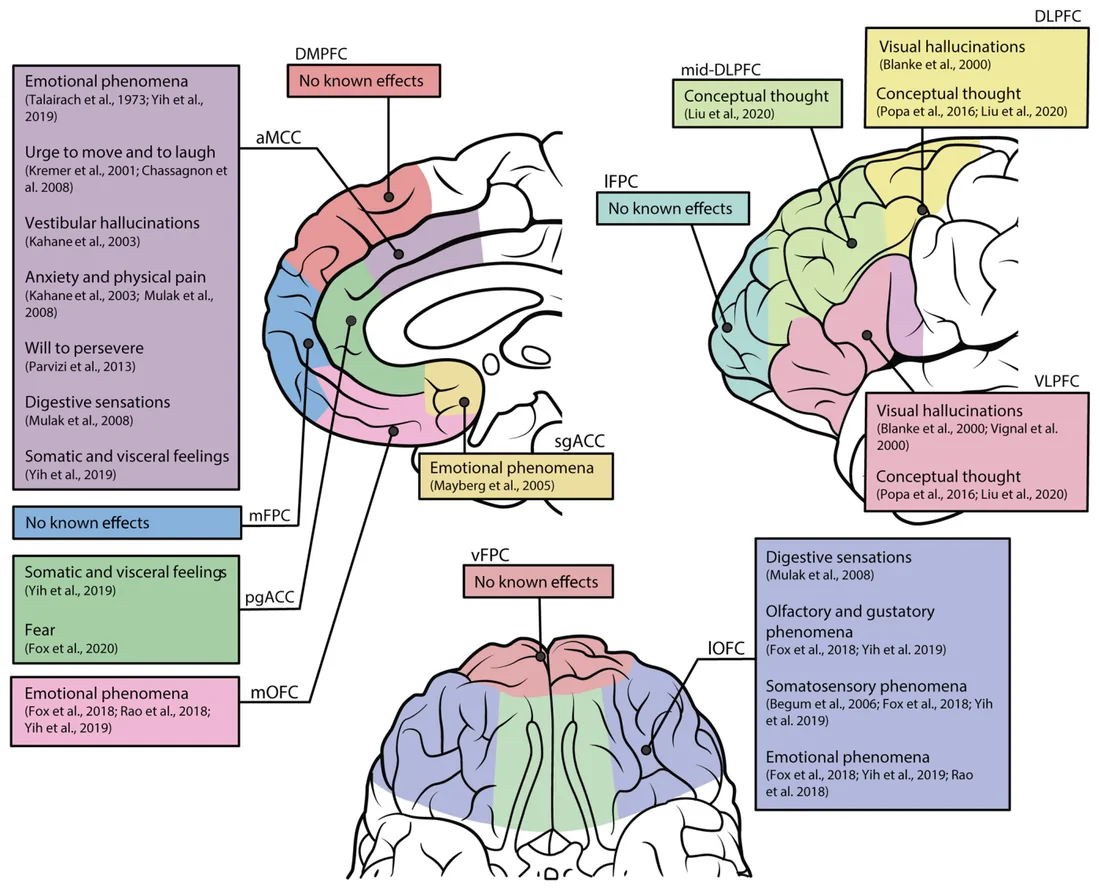 DMPFC
No known effects
Emotional phenomena
(Talairach et al., 1973; Yih et al.,
2019)
Urge to move and to laugh
(Kremer et al., 2001; Chassagnon et
al. 2008)
Vestibular hallucinations
(Kahane et al., 2003)
Anxiety and physical pain
(Kahane et al., 2003; Mulak et al.,
2008)
Will to persevere
(Parvizi et al., 2013)
Digestive sensations
(Mulak et al., 2008)
Somatic and visceral feelings
(Yih et al., 2019)
aMCC
No known effects
mFPC
Somatic and visceral feelings
(Yih et al., 2019)
Fear
(Fox et al., 2020)
pgACC
Emotional phenomena
(Fox et al., 2018; Rao et al., 2018;
Yih et al., 2019)
mOFC
sgACC
Emotional phenomena
(Mayberg et al., 2005)
DLPFC
Visual hallucinations
(Blanke et al., 2000)
Conceptual thought
(Popa et al., 2016; Liu et al., 2020)
mid-DLPFC
Conceptual thought
(Liu et al., 2020)
lFPC
No known effects
VLPFC
Visual hallucinations
(Blanke et al., 2000; Vignal et al.
2000)
Conceptual thought
(Popa et al., 2016; Liu et al., 2020)
vFPC
No known effects
lOFC
Digestive sensations
(Mulak et al., 2008)
Olfactory and gustatory
phenomena
(Fox et al., 2018; Yih et al. 2019)
Somatosensory phenomena
(Begum et al., 2006; Fox et al., 2018; Yih
et al. 2019)
Emotional phenomena
(Fox et al., 2018; Yih et al., 2019; Rao
et al. 2018)